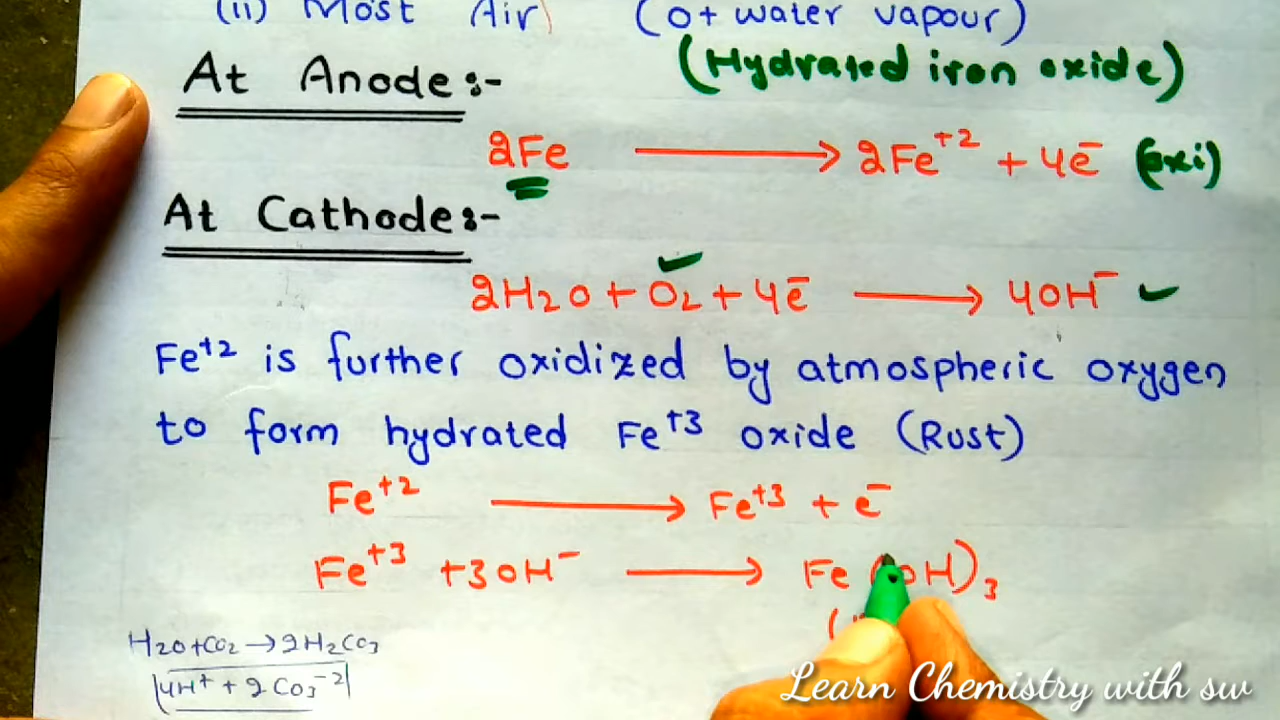 (ii) Most Air (O+ water vapour)
At Anode:- (Hydrated iron oxide)
2Fe → 2Fe⁺² + 4e⁻ (oxi)
At Cathode:-
2H₂O + O₂ + 4e⁻ → 4OH⁻
Fe⁺² is further oxidized by atmospheric oxygen
to form hydrated Fe⁺³ oxide (Rust)
Fe⁺² → Fe⁺³ + e⁻
Fe⁺³ + 3OH⁻ → Fe(OH)₃
H₂O + CO₂ → 2H₂CO₃
4H⁺ + 2CO₃⁻²
Learn Chemistry with sw